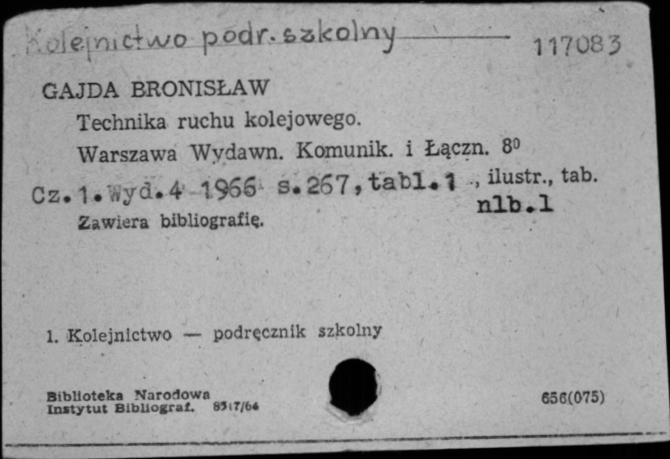 Kolejnictwo podr. szkolny
117083
GAJDA BRONISŁAW
Technika ruchu kolejowego.
Warszawa Wydawn. Komunik. i Łączn. 8⁰
Cz.1.Wyd.4 1966 s.267,tabl.1 , ilustr., tab.
nlb.1
Zawiera bibliografię.
1. Kolejnictwo — podręcznik szkolny
Biblioteka Narodowa
Instytut Bibliograf.
656(075)